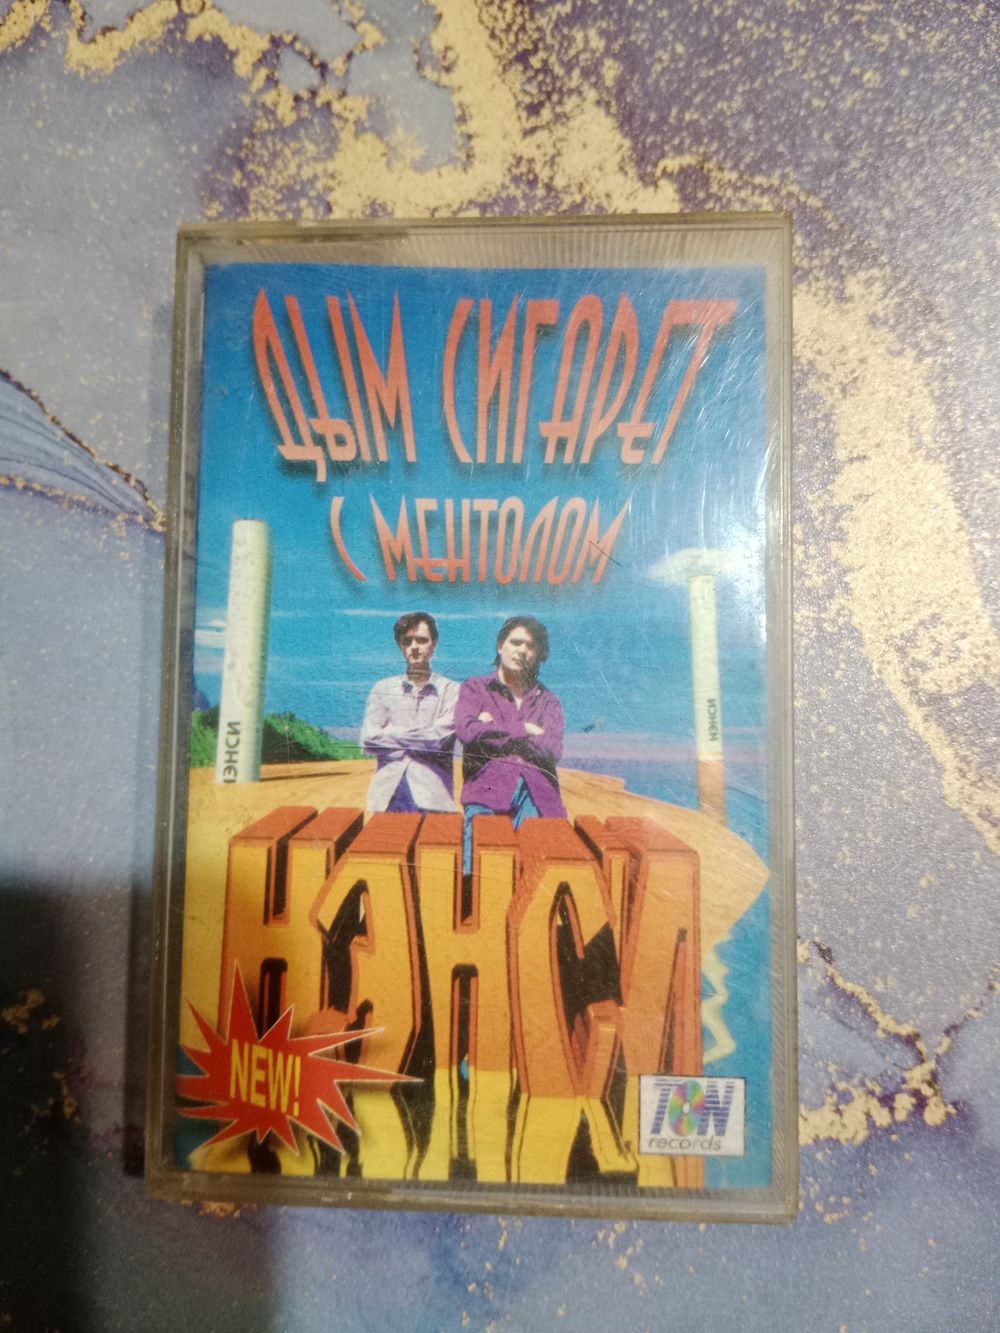 ДЫМ СИГАРЕТ
С МЕНТОЛОМ
НЭНСИ
НЭНСИ
НЭНСИ
NEW!
TON
records